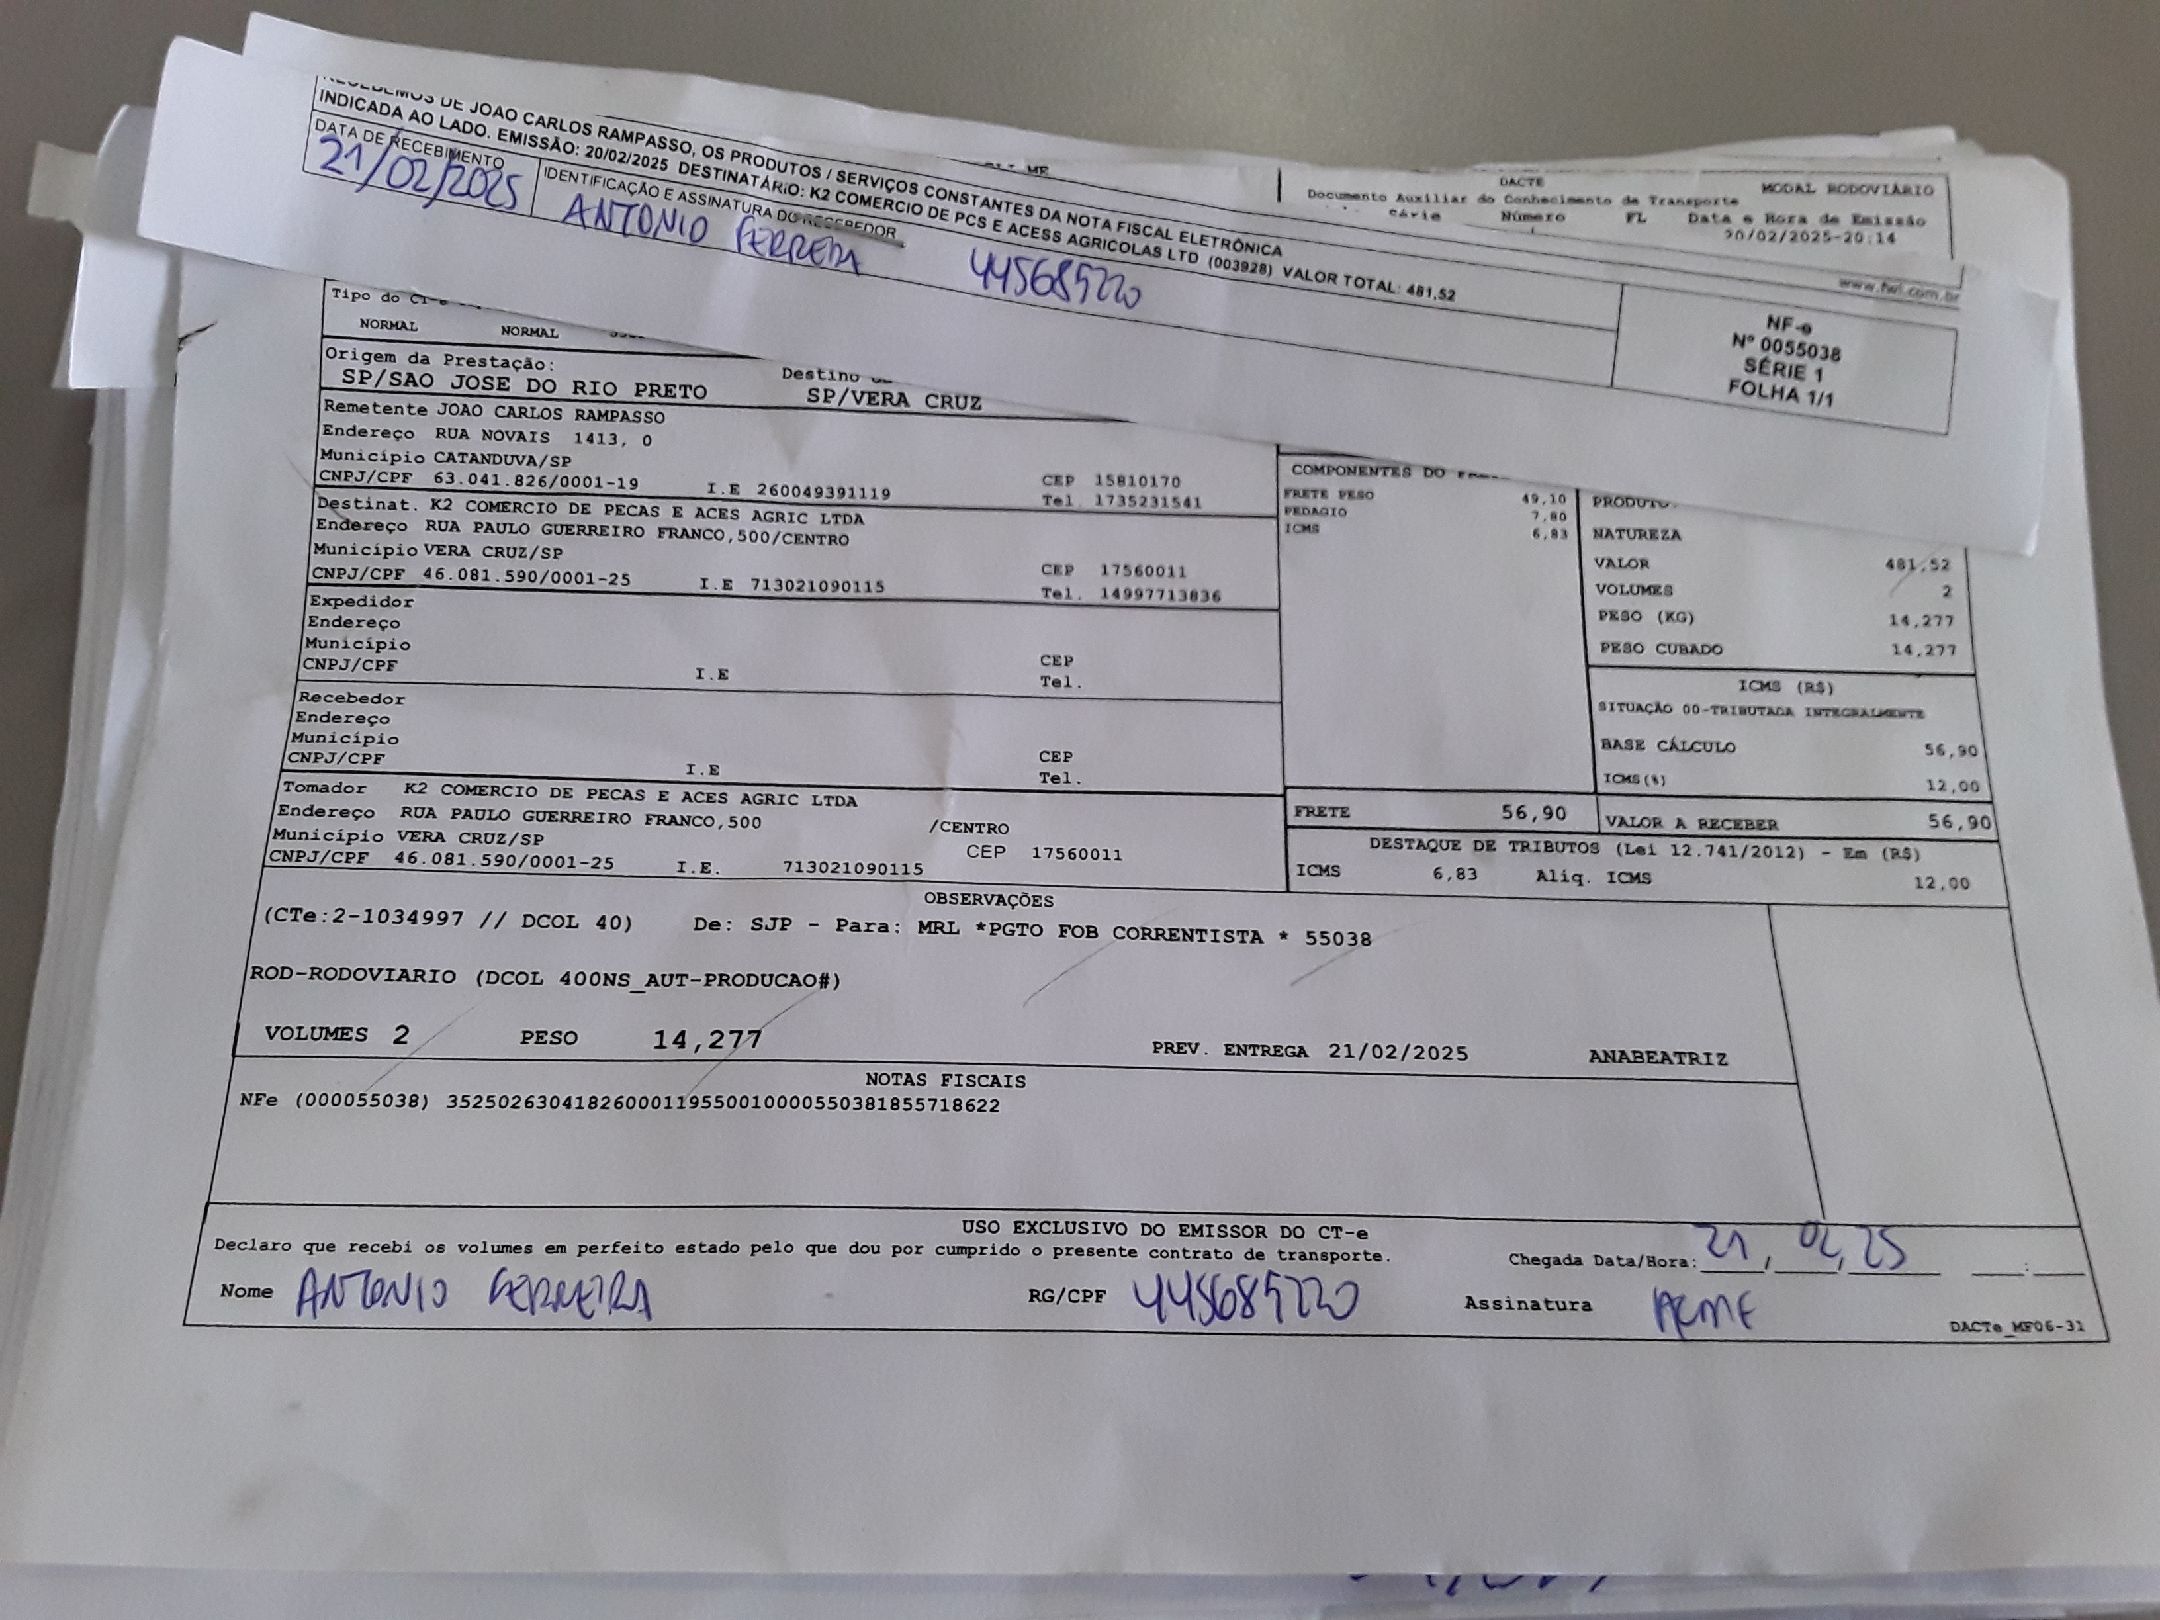 RECEBEMOS DE JOAO CARLOS RAMPASSO, OS PRODUTOS / SERVIÇOS CONSTANTES DA NOTA FISCAL ELETRÔNICA
INDICADA AO LADO. EMISSÃO: 20/02/2025 DESTINATÁRIO: K2 COMERCIO DE PCS E ACESS AGRICOLAS LTD (003928) VALOR TOTAL: 481,52
DATA DE RECEBIMENTO
21/02/2025
IDENTIFICAÇÃO E ASSINATURA DO RECEBEDOR
ANTONIO FERREIRA
NF-e
Nº 0055038
SÉRIE 1
FOLHA 1/1
ME
DACTE
Documento Auxiliar do Conhecimento de Transporte
MODAL RODOVIÁRIO
Série Número FL Data e Hora de Emissão
20/02/2025-20:14
www.twl.com.br
Tipo do CT-e
NORMAL NORMAL
Origem da Prestação: Destino
SP/SAO JOSE DO RIO PRETO SP/VERA CRUZ
Remetente JOAO CARLOS RAMPASSO
Endereço RUA NOVAIS 1413, 0
Município CATANDUVA/SP CEP 15810170
CNPJ/CPF 63.041.826/0001-19 I.E 260049391119 Tel. 1735231541
Destinat. K2 COMERCIO DE PECAS E ACES AGRIC LTDA
Endereço RUA PAULO GUERREIRO FRANCO,500/CENTRO
Município VERA CRUZ/SP CEP 17560011
CNPJ/CPF 46.081.590/0001-25 I.E 713021090115 Tel. 14997713836
Expedidor
Endereço
Município CEP
CNPJ/CPF I.E Tel.
Recebedor
Endereço
Município CEP
CNPJ/CPF I.E Tel.
Tomador K2 COMERCIO DE PECAS E ACES AGRIC LTDA
Endereço RUA PAULO GUERREIRO FRANCO,500 /CENTRO
Município VERA CRUZ/SP CEP 17560011
CNPJ/CPF 46.081.590/0001-25 I.E. 713021090115
COMPONENTES DO
FRETE PESO 49,10
PEDAGIO 7,80
ICMS 6,83
PRODUTO
NATUREZA
VALOR 481,52
VOLUMES 2
PESO (KG) 14,277
PESO CUBADO 14,277
ICMS (R$)
SITUAÇÃO 00-TRIBUTADA INTEGRALMENTE
BASE CÁLCULO 56,90
ICMS(%) 12,00
FRETE 56,90 VALOR A RECEBER 56,90
DESTAQUE DE TRIBUTOS (Lei 12.741/2012) - Em (R$)
ICMS 6,83 Alíq. ICMS 12,00
OBSERVAÇÕES
(CTe:2-1034997 // DCOL 40) De: SJP - Para: MRL *PGTO FOB CORRENTISTA * 55038
ROD-RODOVIARIO (DCOL 400NS_AUT-PRODUCAO#)
VOLUMES 2 PESO 14,277 PREV. ENTREGA 21/02/2025 ANABEATRIZ
NOTAS FISCAIS
NFe (000055038) 35250263041826000119550010000550381855718622
USO EXCLUSIVO DO EMISSOR DO CT-e
Declaro que recebi os volumes em perfeito estado pelo que dou por cumprido o presente contrato de transporte.
Chegada Data/Hora: 21, 02, 25
Nome ANTONIO FERREIRA RG/CPF Assinatura
DACTe_MF06-31